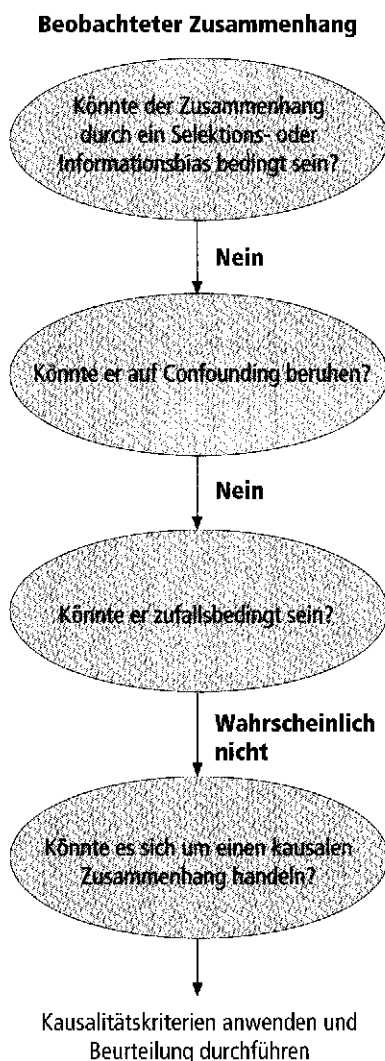 Beobachteter Zusammenhang
Könnte der Zusammenhang
durch ein Selektions- oder
Informationsbias bedingt sein?
Nein
Könnte er auf Confounding beruhen?
Nein
Könnte er zufallsbedingt sein?
Wahrscheinlich
nicht
Könnte es sich um einen kausalen
Zusammenhang handeln?
Kausalitätskriterien anwenden und
Beurteilung durchführen